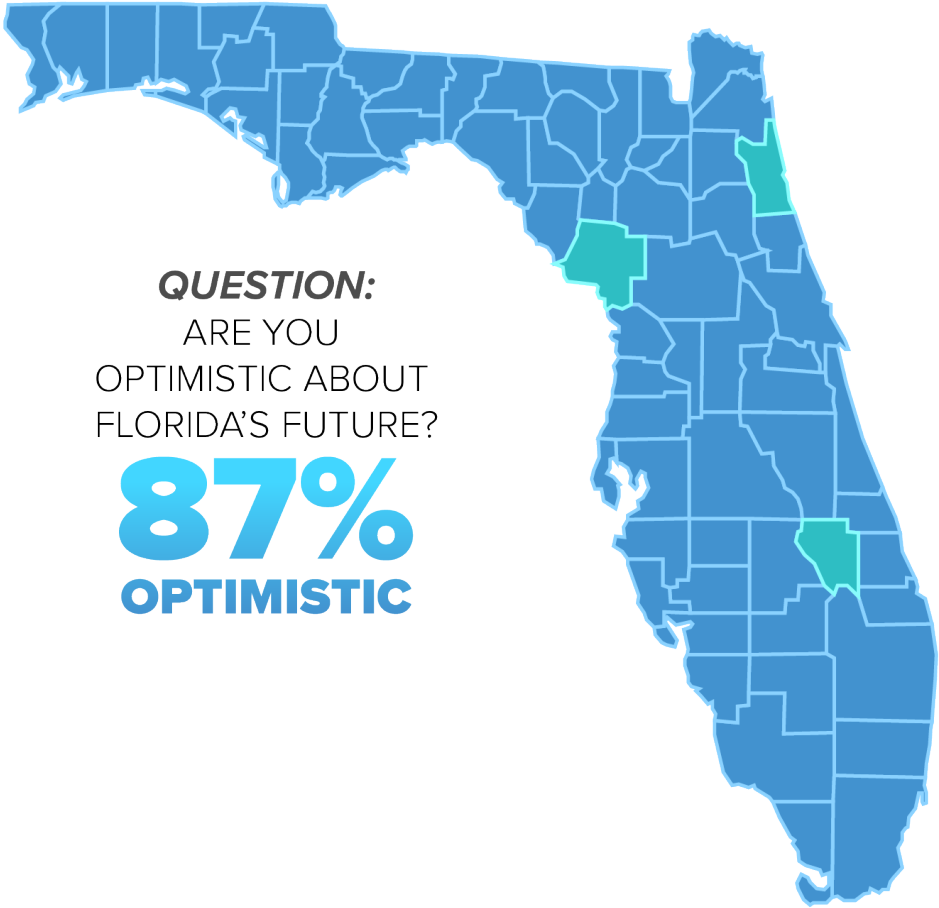 QUESTION:
ARE YOU
OPTIMISTIC ABOUT
FLORIDA'S FUTURE?
87%
OPTIMISTIC